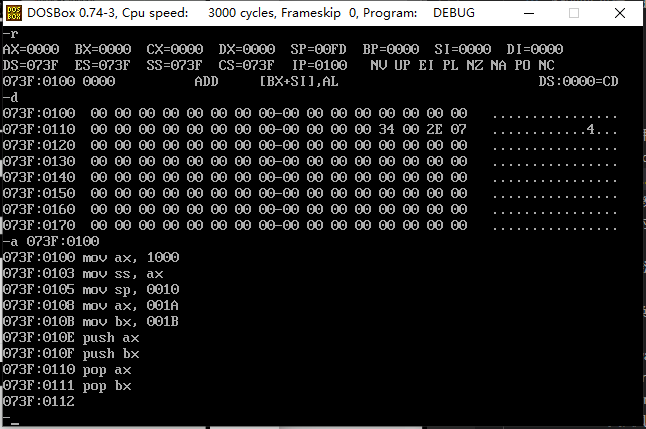 DOSBox 0.74-3, Cpu speed:    3000 cycles, Frameskip  0, Program:    DEBUG
-r
AX=0000  BX=0000  CX=0000  DX=0000  SP=00FD  BP=0000  SI=0000  DI=0000
DS=073F  ES=073F  SS=073F  CS=073F  IP=0100   NV UP EI PL NZ NA PO NC
073F:0100 0000          ADD     [BX+SI],AL                         DS:0000=CD
-d
073F:0100  00 00 00 00 00 00 00 00-00 00 00 00 00 00 00 00   ................
073F:0110  00 00 00 00 00 00 00 00-00 00 00 00 34 00 2E 07   ............4...
073F:0120  00 00 00 00 00 00 00 00-00 00 00 00 00 00 00 00   ................
073F:0130  00 00 00 00 00 00 00 00-00 00 00 00 00 00 00 00   ................
073F:0140  00 00 00 00 00 00 00 00-00 00 00 00 00 00 00 00   ................
073F:0150  00 00 00 00 00 00 00 00-00 00 00 00 00 00 00 00   ................
073F:0160  00 00 00 00 00 00 00 00-00 00 00 00 00 00 00 00   ................
073F:0170  00 00 00 00 00 00 00 00-00 00 00 00 00 00 00 00   ................
-a 073F:0100
073F:0100 mov ax, 1000
073F:0103 mov ss, ax
073F:0105 mov sp, 0010
073F:0108 mov ax, 001A
073F:010B mov bx, 001B
073F:010E push ax
073F:010F push bx
073F:0110 pop ax
073F:0111 pop bx
073F:0112
-_